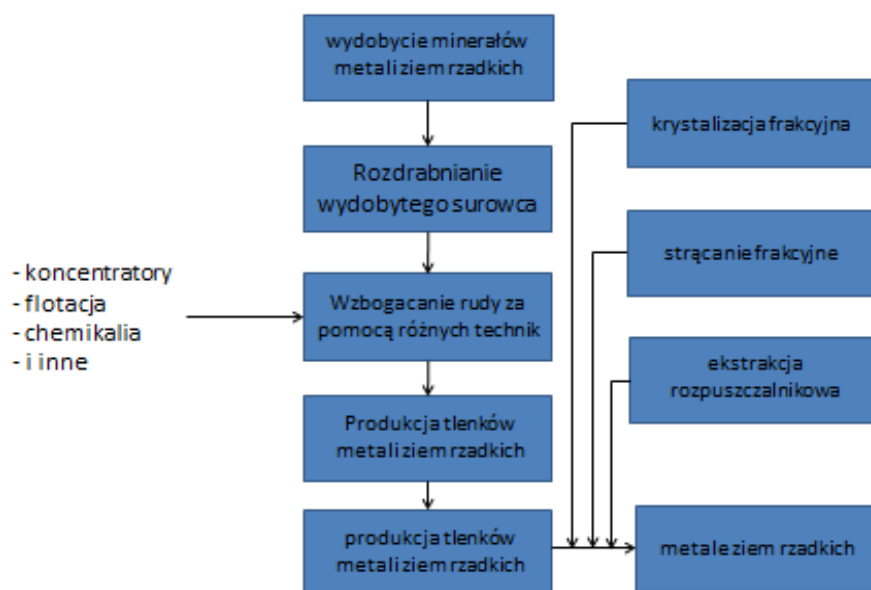 wydobycie minerałów
metali ziem rzadkich
Rozdrabnianie
wydobytego surowca
- koncentratory
- flotacja
- chemikalia
- i inne
Wzbogacanie rudy za
pomocą różnych technik
Produkcja tlenków
metali ziem rzadkich
produkcja tlenków
metali ziem rzadkich
krystalizacja frakcyjna
strącanie frakcyjne
ekstrakcja
rozpuszczalnikowa
metale ziem rzadkich